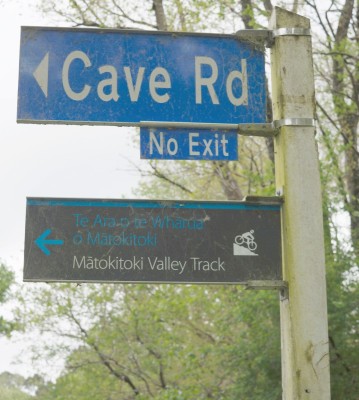 Cave Rd
No Exit
Te Ara o te Whārua
o Mātokitoki
Mātokitoki Valley Track